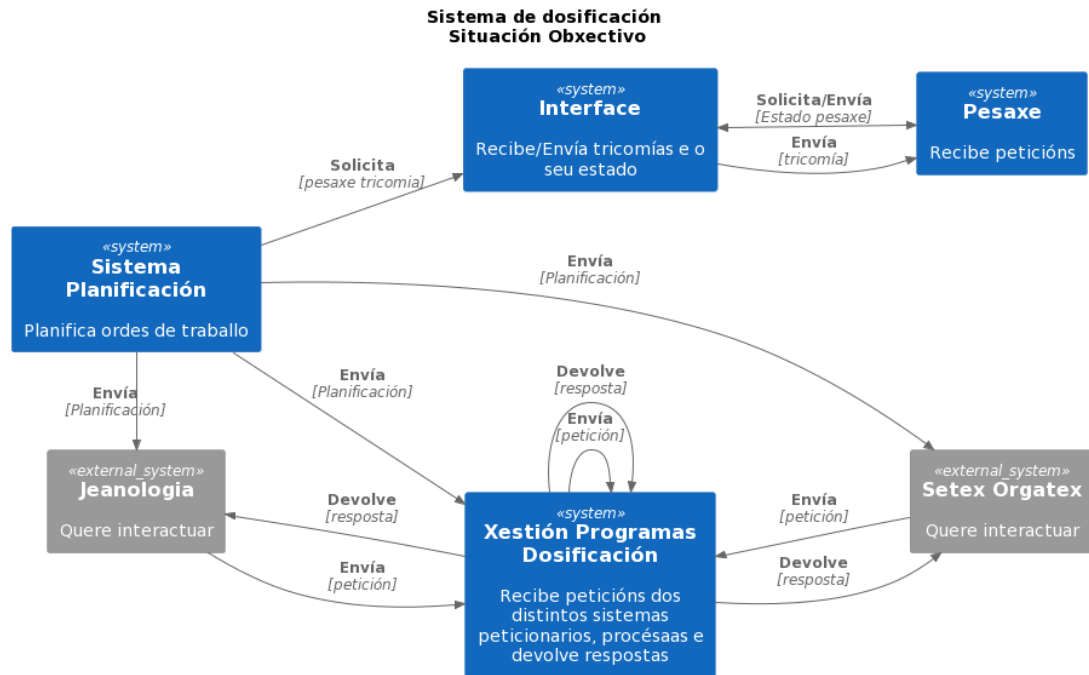 Sistema de dosificación
Situación Obxectivo
«system»
Interface
Recibe/Envía tricomías e o
seu estado
Solicita/Envía
[Estado pesaxe]
Envía
[tricomía]
«system»
Pesaxe
Recibe peticións
Solicita
[pesaxe tricomia]
«system»
Sistema
Planificación
Planifica ordes de traballo
Envía
[Planificación]
Envía
[Planificación]
Envía
[Planificación]
Devolve
[resposta]
Envía
[petición]
«external_system»
Jeanologia
Quere interactuar
Devolve
[resposta]
Envía
[petición]
«system»
Xestión Programas
Dosificación
Recibe peticións dos
distintos sistemas
peticionarios, procésaas e
devolve respostas
Envía
[petición]
Devolve
[resposta]
«external_system»
Setex Orgatex
Quere interactuar